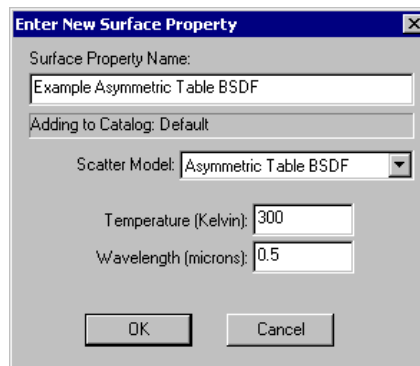 Enter New Surface Property
Surface Property Name:
Example Asymmetric Table BSDF
Adding to Catalog: Default
Scatter Model: Asymmetric Table BSDF
Temperature (Kelvin): 300
Wavelength (microns): 0.5
OK Cancel